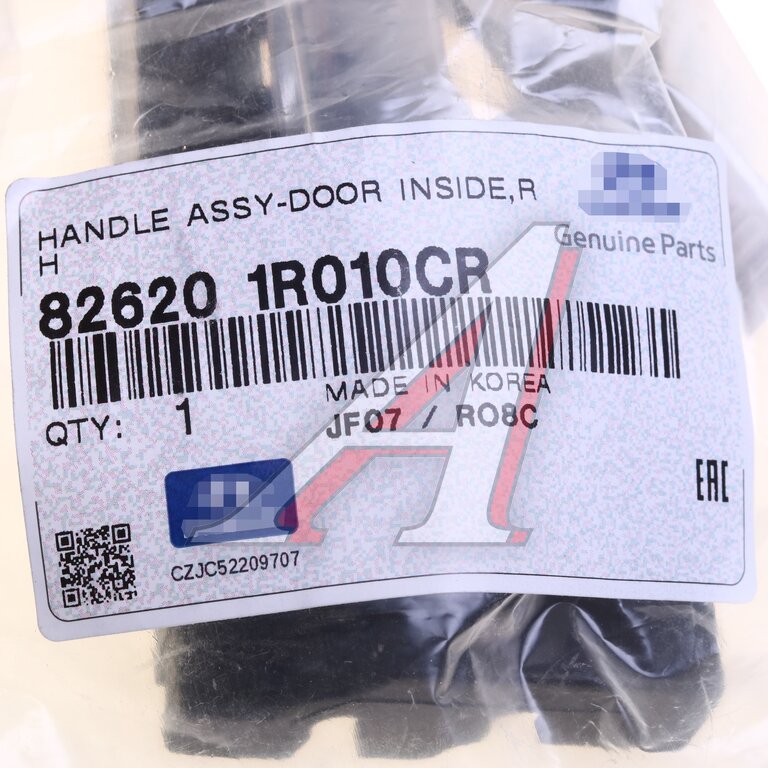 HANDLE ASSY-DOOR INSIDE,R
H
Genuine Parts
82620 1R010CR
MADE IN KOREA
QTY: 1
JF07 / R08C
EAC
CZJC52209707